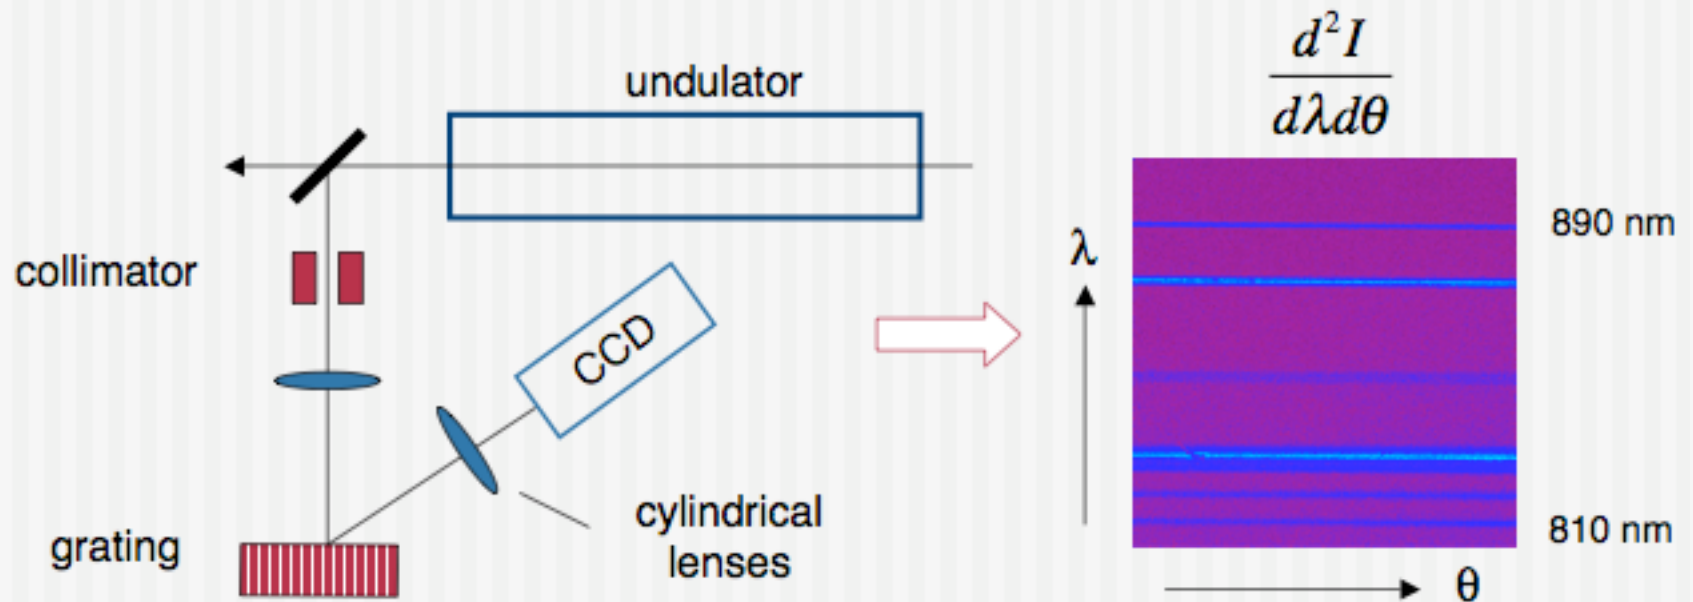 undulator
collimator
CCD
grating
cylindrical
lenses
d²I
dλdθ
λ
890 nm
810 nm
θ